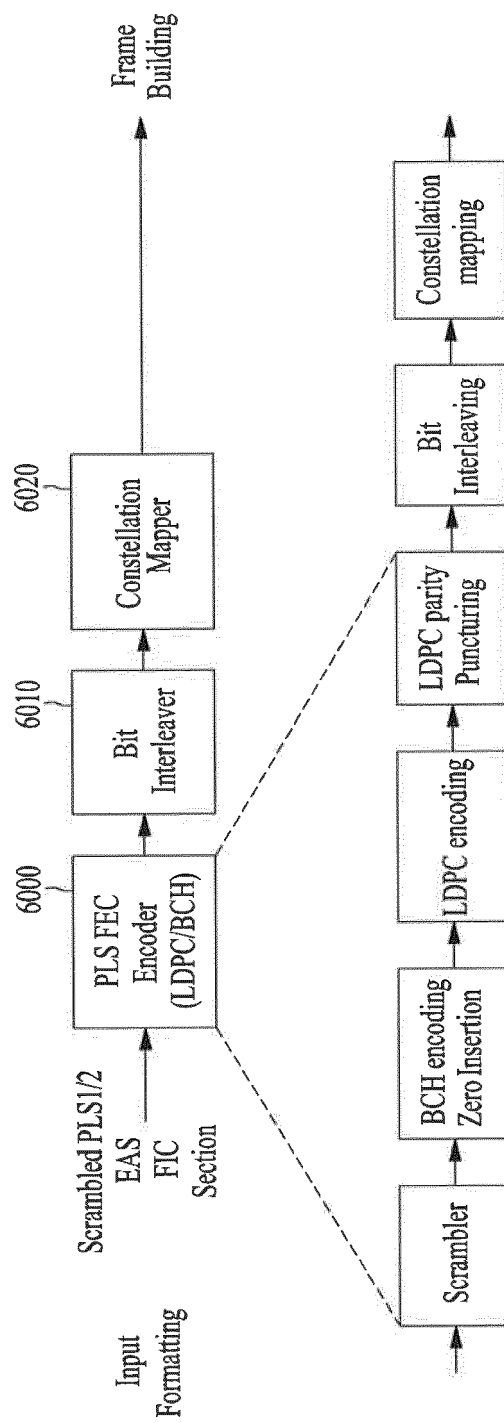 Input
Formatting
Scrambled PLS1/2
EAS
FIC
Section
6000
PLS FEC
Encoder
(LDPC/BCH)
6010
Bit
Interleaver
6020
Constellation
Mapper
Frame
Building
Scrambler
BCH encoding
Zero Insertion
LDPC encoding
LDPC parity
Puncturing
Bit
Interleaving
Constellation
mapping